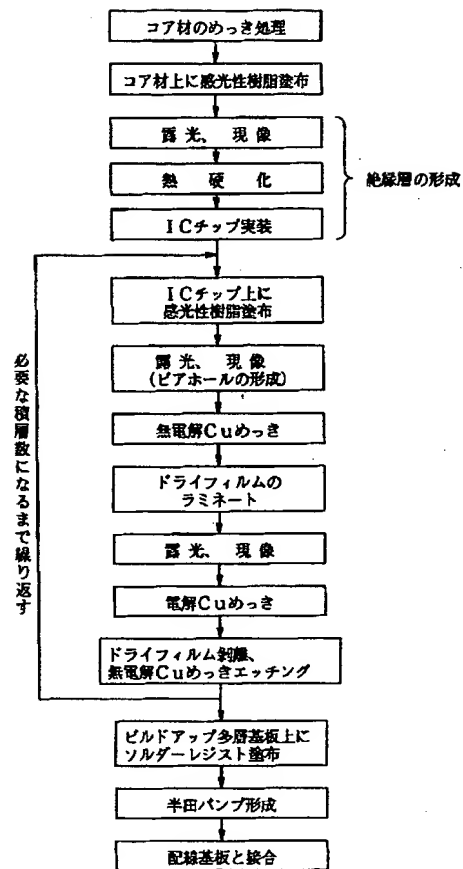 コア材のめっき処理
コア材上に感光性樹脂塗布
露光、現像
熱硬化
ICチップ実装
絶縁層の形成
ICチップ上に
感光性樹脂塗布
露光、現像
(ビアホールの形成)
無電解Cuめっき
ドライフィルムの
ラミネート
露光、現像
電解Cuめっき
ドライフィルム剥離、
無電解Cuめっきエッチング
必要な積層数になるまで繰り返す
ビルドアップ多層基板上に
ソルダーレジスト塗布
半田バンプ形成
配線基板と接合